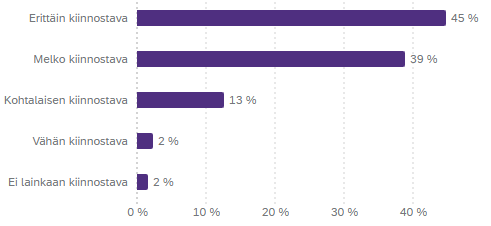 Erittäin kiinnostava 45 %
Melko kiinnostava 39 %
Kohtalaisen kiinnostava 13 %
Vähän kiinnostava 2 %
Ei lainkaan kiinnostava 2 %
0 % 10 % 20 % 30 % 40 %